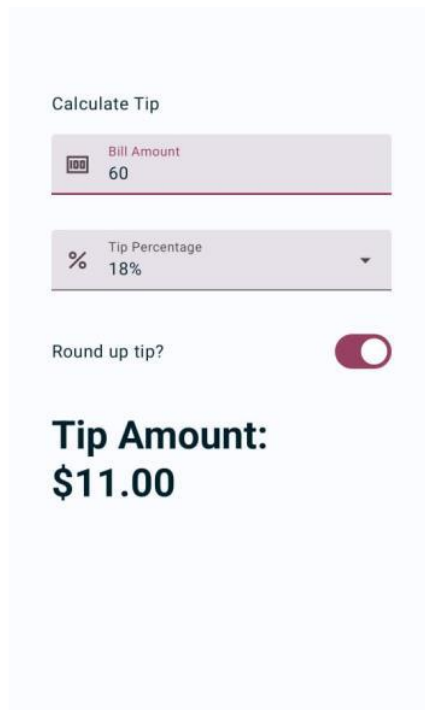 Calculate Tip
Bill Amount
60
Tip Percentage
18%
Round up tip?
Tip Amount:
$11.00